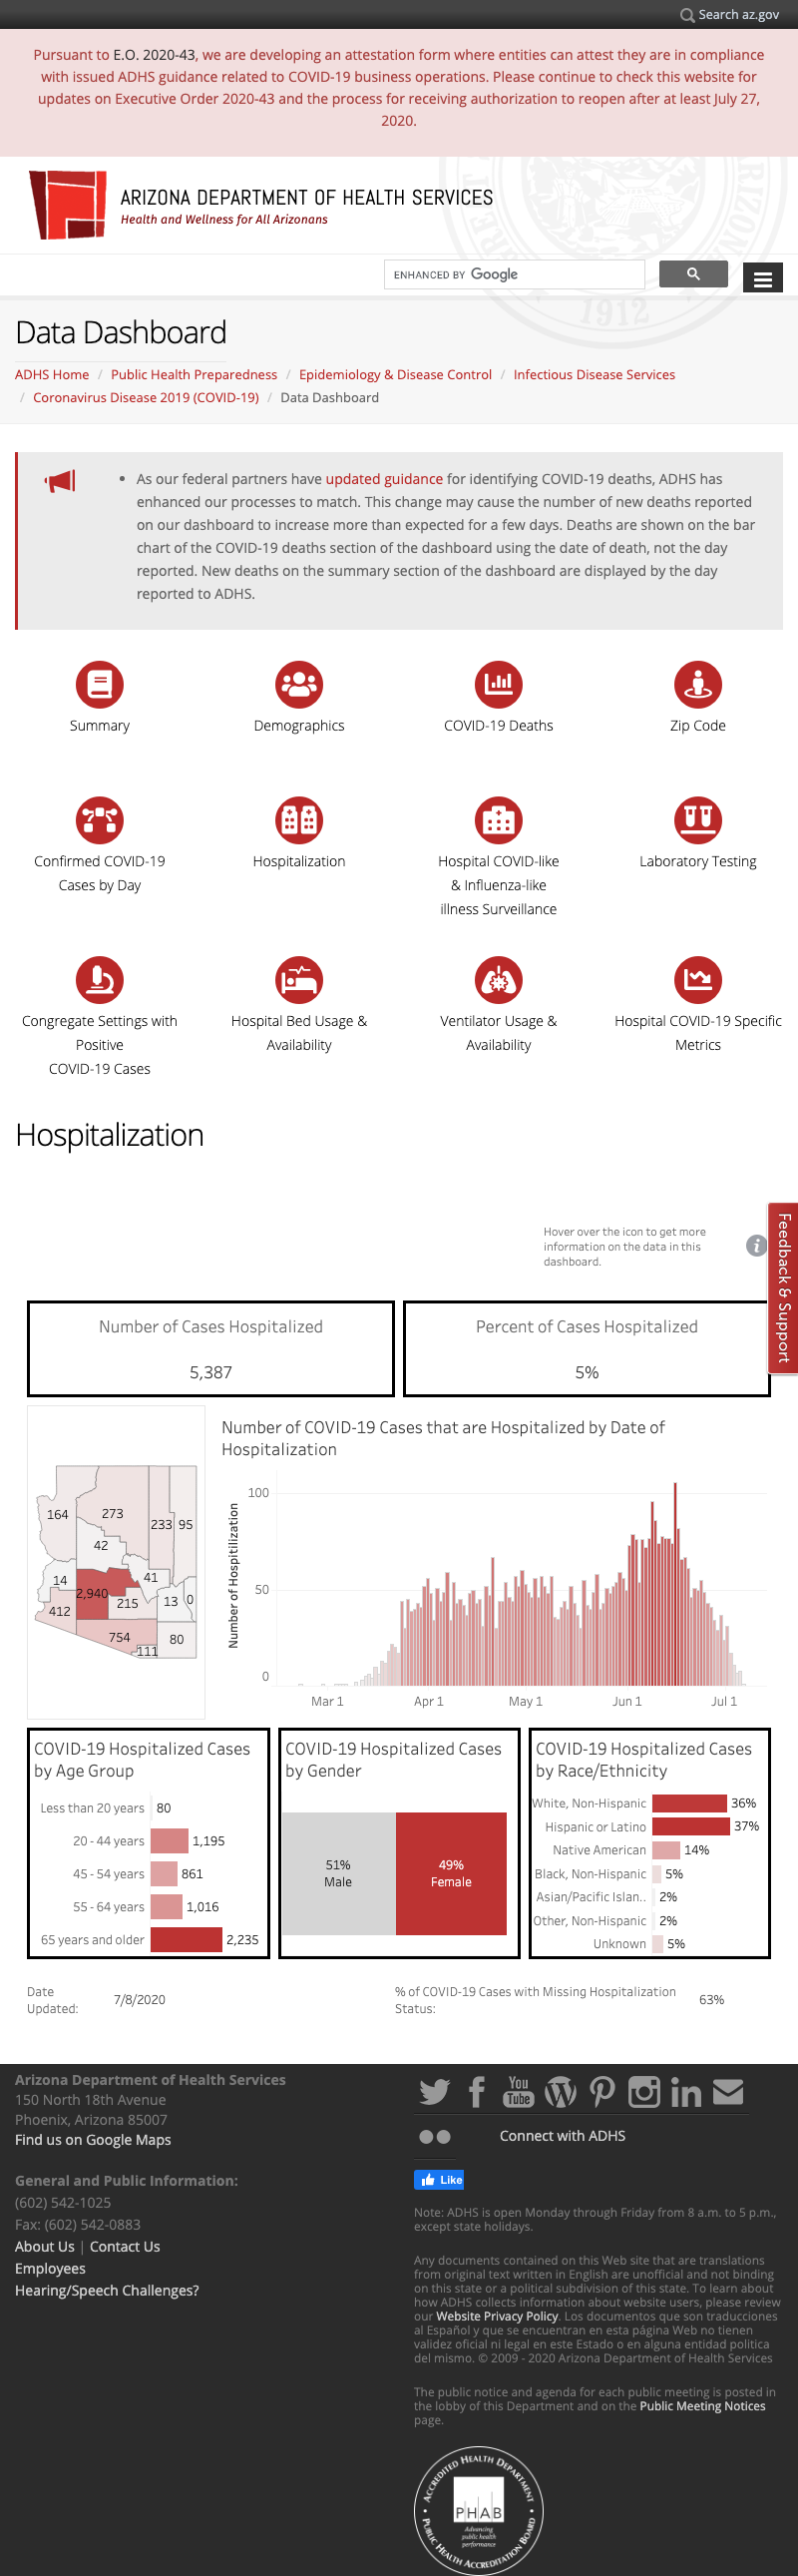 Search az.gov
Pursuant to E.O. 2020-43, we are developing an attestation form where entities can attest they are in compliance
with issued ADHS guidance related to COVID-19 business operations. Please continue to check this website for
updates on Executive Order 2020-43 and the process for receiving authorization to reopen after at least July 27,
2020.
ARIZONA DEPARTMENT OF HEALTH SERVICES
Health and Wellness for All Arizonans
ENHANCED BY Google
1912
Data Dashboard
ADHS Home / Public Health Preparedness / Epidemiology & Disease Control / Infectious Disease Services
/ Coronavirus Disease 2019 (COVID-19) / Data Dashboard
• As our federal partners have updated guidance for identifying COVID-19 deaths, ADHS has
enhanced our processes to match. This change may cause the number of new deaths reported
on our dashboard to increase more than expected for a few days. Deaths are shown on the bar
chart of the COVID-19 deaths section of the dashboard using the date of death, not the day
reported. New deaths on the summary section of the dashboard are displayed by the day
reported to ADHS.
Summary
Demographics
COVID-19 Deaths
Zip Code
Confirmed COVID-19
Cases by Day
Hospitalization
Hospital COVID-like
& Influenza-like
illness Surveillance
Laboratory Testing
Congregate Settings with
Positive
COVID-19 Cases
Hospital Bed Usage &
Availability
Ventilator Usage &
Availability
Hospital COVID-19 Specific
Metrics
Hospitalization
Feedback & Support
Hover over the icon to get more
information on the data in this
dashboard.
Number of Cases Hospitalized
5,387
Percent of Cases Hospitalized
5%
164
273
233
95
42
14
41
2,940
215
13
0
412
754
80
111
Number of COVID-19 Cases that are Hospitalized by Date of
Hospitalization
Number of Hospitilization
100
50
0
Mar 1
Apr 1
May 1
Jun 1
Jul 1
COVID-19 Hospitalized Cases
by Age Group
Less than 20 years 80
20 - 44 years 1,195
45 - 54 years 861
55 - 64 years 1,016
65 years and older 2,235
COVID-19 Hospitalized Cases
by Gender
51%
Male
49%
Female
COVID-19 Hospitalized Cases
by Race/Ethnicity
White, Non-Hispanic 36%
Hispanic or Latino 37%
Native American 14%
Black, Non-Hispanic 5%
Asian/Pacific Islan.. 2%
Other, Non-Hispanic 2%
Unknown 5%
Date
Updated:
7/8/2020
% of COVID-19 Cases with Missing Hospitalization
Status:
63%
Arizona Department of Health Services
150 North 18th Avenue
Phoenix, Arizona 85007
Find us on Google Maps
General and Public Information:
(602) 542-1025
Fax: (602) 542-0883
About Us | Contact Us
Employees
Hearing/Speech Challenges?
You
Tube
Connect with ADHS
Like
Note: ADHS is open Monday through Friday from 8 a.m. to 5 p.m.,
except state holidays.
Any documents contained on this Web site that are translations
from original text written in English are unofficial and not binding
on this state or a political subdivision of this state. To learn about
how ADHS collects information about website users, please review
our Website Privacy Policy. Los documentos que son traducciones
al Español y que se encuentran en esta página Web no tienen
validez oficial ni legal en este Estado o en alguna entidad política
del mismo. © 2009 - 2020 Arizona Department of Health Services
The public notice and agenda for each public meeting is posted in
the lobby of this Department and on the Public Meeting Notices
page.
ACCREDITED HEALTH DEPARTMENT
PHAB
Advancing
public health
performance
PUBLIC HEALTH ACCREDITATION BOARD